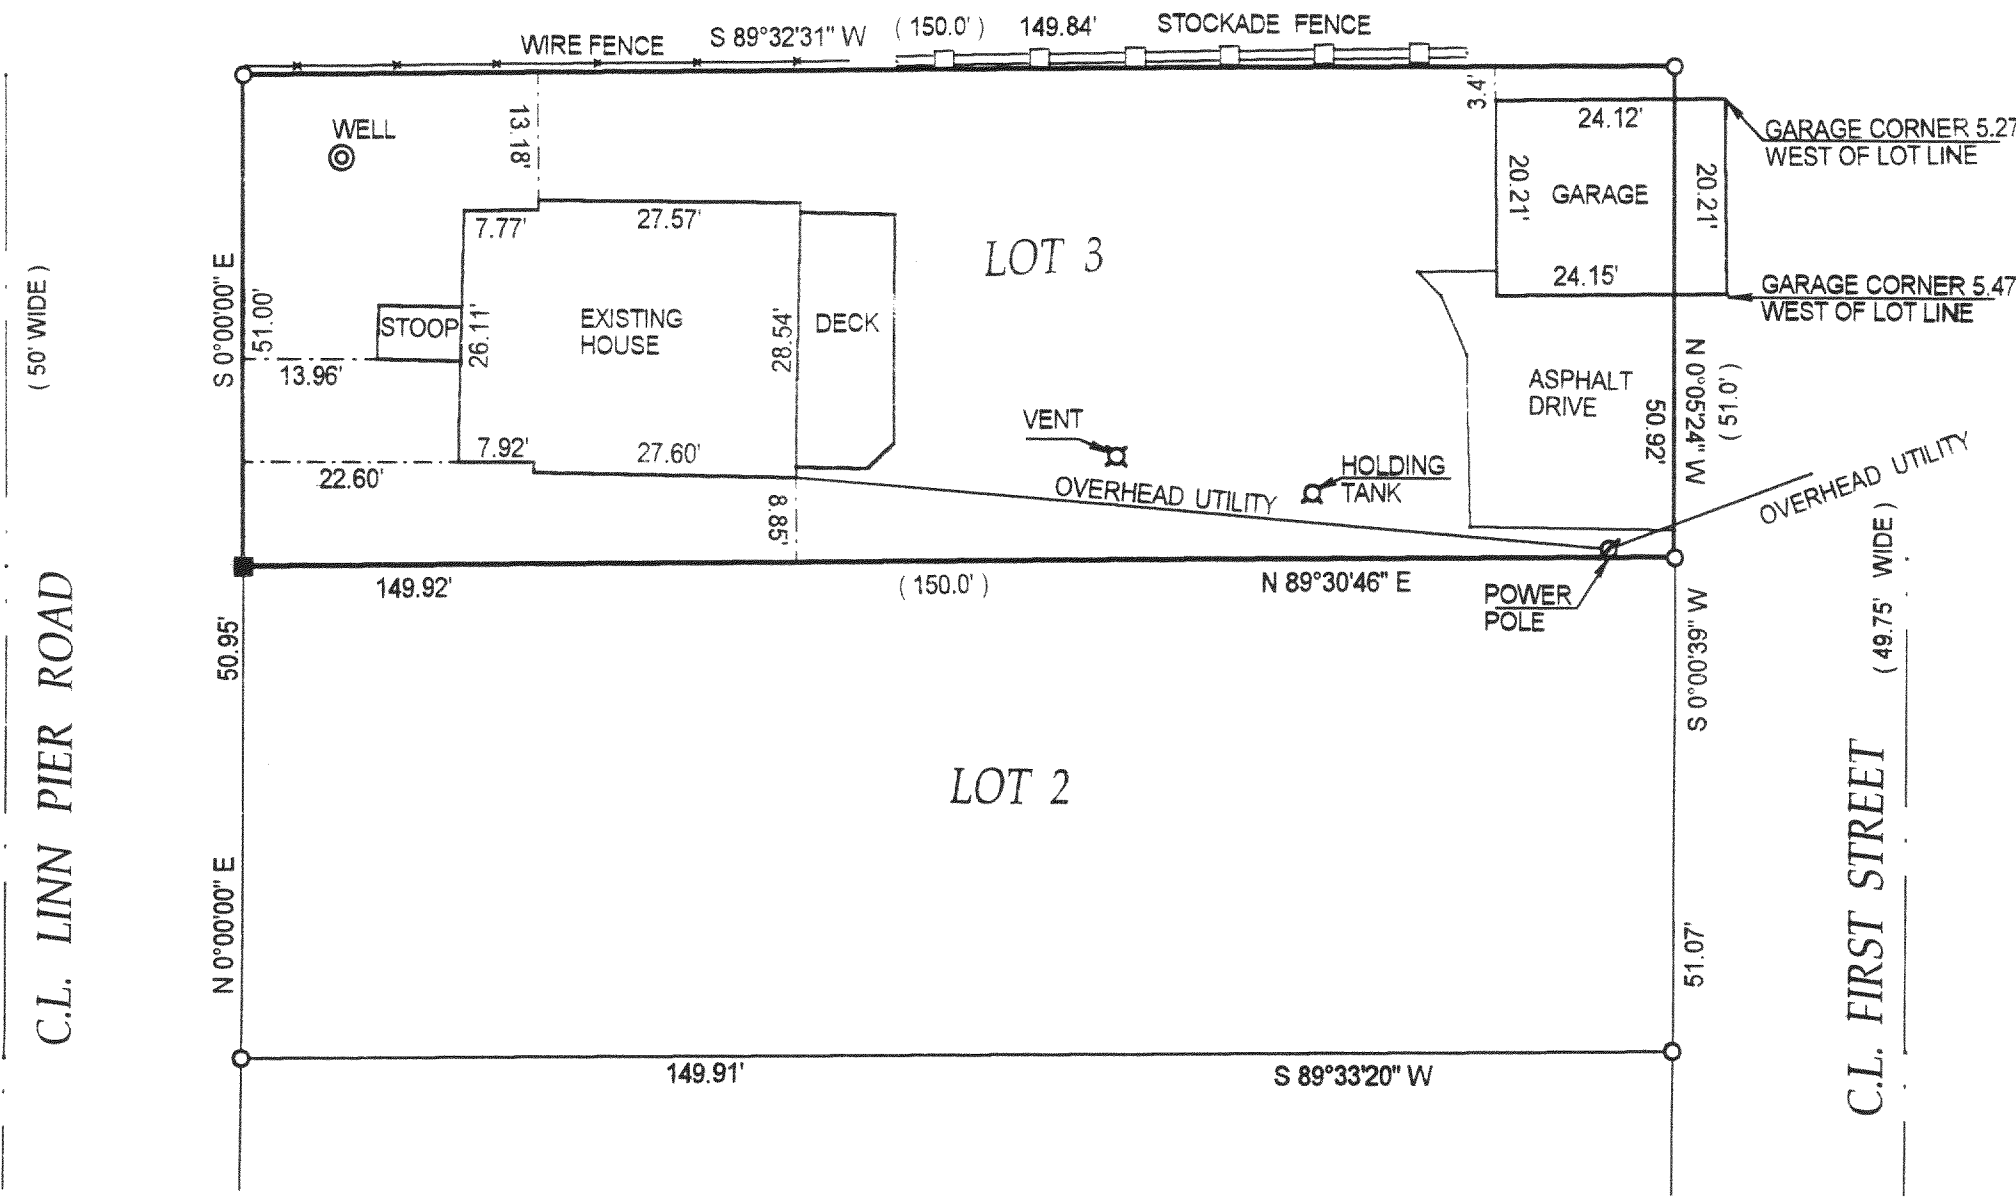 WIRE FENCE
S 89°32'31" W
( 150.0' )
149.84'
STOCKADE FENCE
WELL
13.18'
3.4'
24.12'
GARAGE CORNER 5.27
WEST OF LOT LINE
20.21'
GARAGE
20.21'
7.77'
27.57'
LOT 3
( 50' WIDE )
S 0°00'00" E
51.00'
STOOP
26.11'
EXISTING
HOUSE
28.54'
DECK
24.15'
GARAGE CORNER 5.47
WEST OF LOT LINE
13.96'
ASPHALT
DRIVE
N 0°05'24" W
( 51.0' )
50.92'
VENT
7.92'
27.60'
22.60'
HOLDING
TANK
OVERHEAD UTILITY
OVERHEAD UTILITY
8.85'
149.92'
( 150.0' )
N 89°30'46" E
POWER
POLE
( 49.75' WIDE )
50.95'
S 0°00'39" W
C.L. LINN PIER ROAD
LOT 2
C.L. FIRST STREET
N 0°00'00" E
51.07'
149.91'
S 89°33'20" W